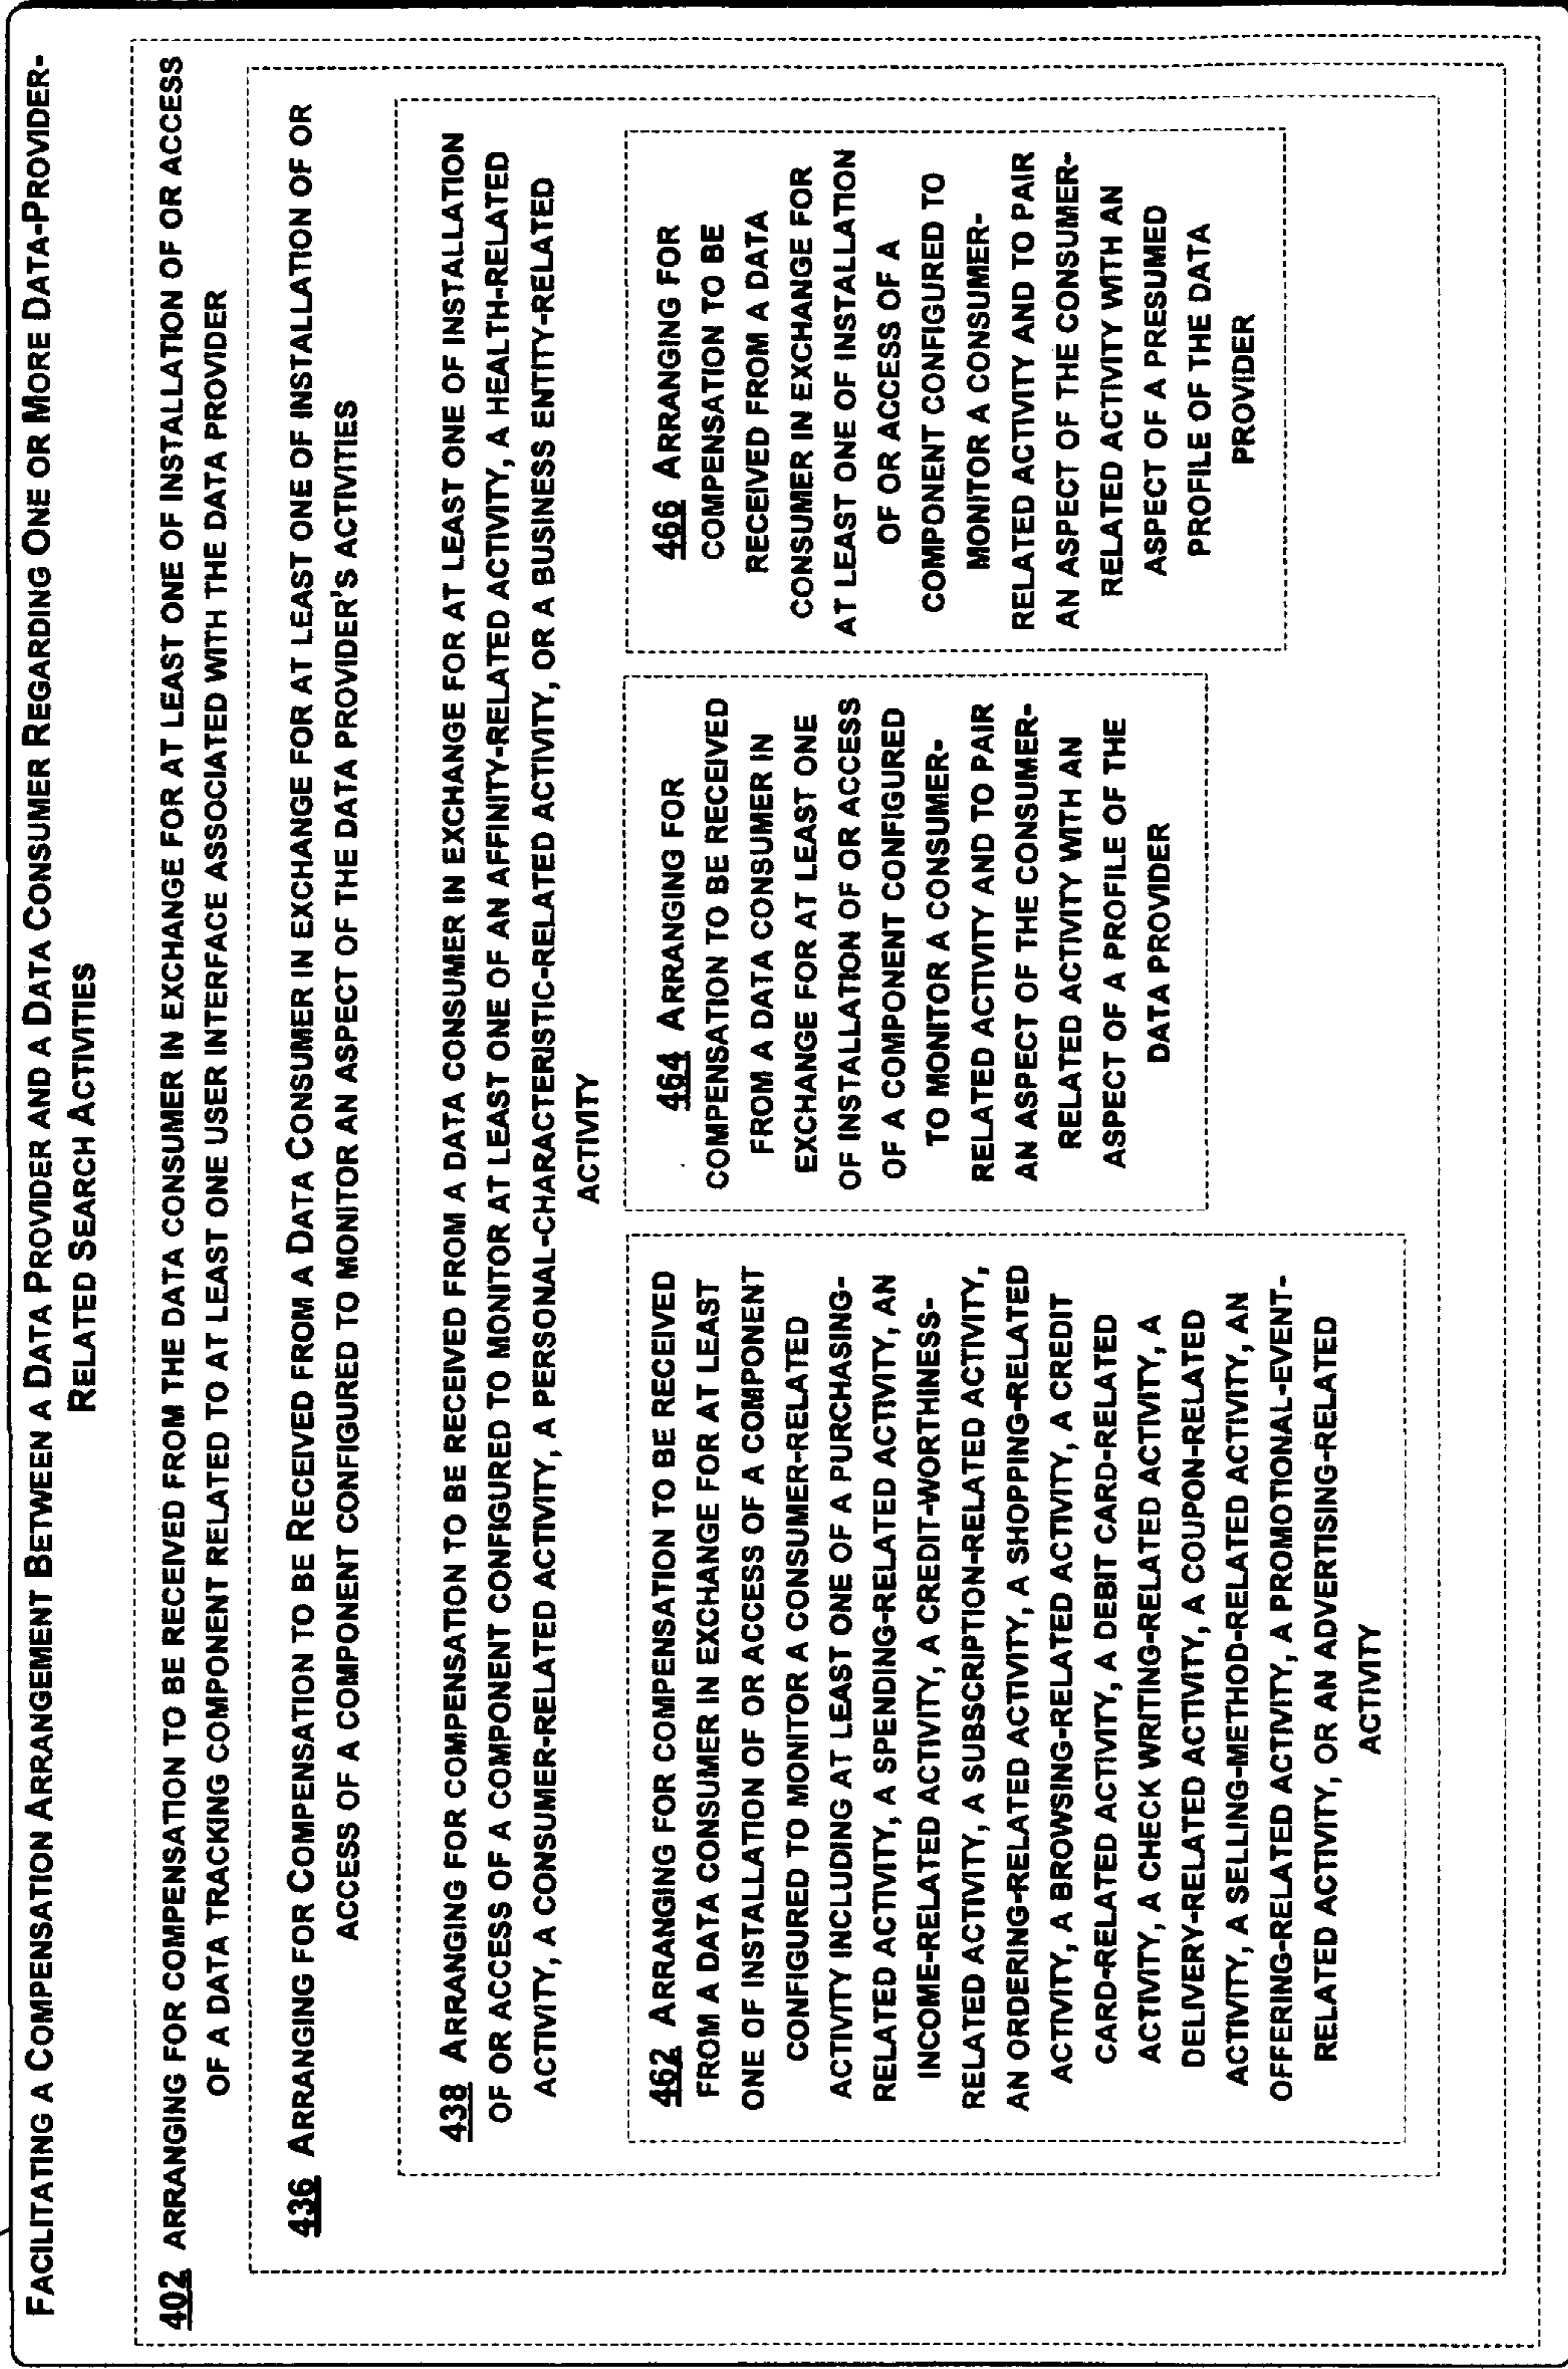 FACILITATING A COMPENSATION ARRANGEMENT BETWEEN A DATA PROVIDER AND A DATA CONSUMER REGARDING ONE OR MORE DATA-PROVIDER-
RELATED SEARCH ACTIVITIES
402 ARRANGING FOR COMPENSATION TO BE RECEIVED FROM THE DATA CONSUMER IN EXCHANGE FOR AT LEAST ONE OF INSTALLATION OF OR ACCESS
OF A DATA TRACKING COMPONENT RELATED TO AT LEAST ONE USER INTERFACE ASSOCIATED WITH THE DATA PROVIDER
436 ARRANGING FOR COMPENSATION TO BE RECEIVED FROM A DATA CONSUMER IN EXCHANGE FOR AT LEAST ONE OF INSTALLATION OF OR
ACCESS OF A COMPONENT CONFIGURED TO MONITOR AN ASPECT OF THE DATA PROVIDER'S ACTIVITIES
438 ARRANGING FOR COMPENSATION TO BE RECEIVED FROM A DATA CONSUMER IN EXCHANGE FOR AT LEAST ONE OF INSTALLATION
OF OR ACCESS OF A COMPONENT CONFIGURED TO MONITOR AT LEAST ONE OF AN AFFINITY-RELATED ACTIVITY, A HEALTH-RELATED
ACTIVITY, A CONSUMER-RELATED ACTIVITY, A PERSONAL-CHARACTERISTIC-RELATED ACTIVITY, OR A BUSINESS ENTITY-RELATED
ACTIVITY
462 ARRANGING FOR COMPENSATION TO BE RECEIVED
FROM A DATA CONSUMER IN EXCHANGE FOR AT LEAST
ONE OF INSTALLATION OF OR ACCESS OF A COMPONENT
CONFIGURED TO MONITOR A CONSUMER-RELATED
ACTIVITY INCLUDING AT LEAST ONE OF A PURCHASING-
RELATED ACTIVITY, A SPENDING-RELATED ACTIVITY, AN
INCOME-RELATED ACTIVITY, A CREDIT-WORTHINESS-
RELATED ACTIVITY, A SUBSCRIPTION-RELATED ACTIVITY,
AN ORDERING-RELATED ACTIVITY, A SHOPPING-RELATED
ACTIVITY, A BROWSING-RELATED ACTIVITY, A CREDIT
CARD-RELATED ACTIVITY, A DEBIT CARD-RELATED
ACTIVITY, A CHECK WRITING-RELATED ACTIVITY, A
DELIVERY-RELATED ACTIVITY, A COUPON-RELATED
ACTIVITY, A SELLING-METHOD-RELATED ACTIVITY, AN
OFFERING-RELATED ACTIVITY, A PROMOTIONAL-EVENT-
RELATED ACTIVITY, OR AN ADVERTISING-RELATED
ACTIVITY
464 ARRANGING FOR
COMPENSATION TO BE RECEIVED
FROM A DATA CONSUMER IN
EXCHANGE FOR AT LEAST ONE
OF INSTALLATION OF OR ACCESS
OF A COMPONENT CONFIGURED
TO MONITOR A CONSUMER-
RELATED ACTIVITY AND TO PAIR
AN ASPECT OF THE CONSUMER-
RELATED ACTIVITY WITH AN
ASPECT OF A PROFILE OF THE
DATA PROVIDER
466 ARRANGING FOR
COMPENSATION TO BE
RECEIVED FROM A DATA
CONSUMER IN EXCHANGE FOR
AT LEAST ONE OF INSTALLATION
OF OR ACCESS OF A
COMPONENT CONFIGURED TO
MONITOR A CONSUMER-
RELATED ACTIVITY AND TO PAIR
AN ASPECT OF THE CONSUMER-
RELATED ACTIVITY WITH AN
ASPECT OF A PRESUMED
PROFILE OF THE DATA
PROVIDER